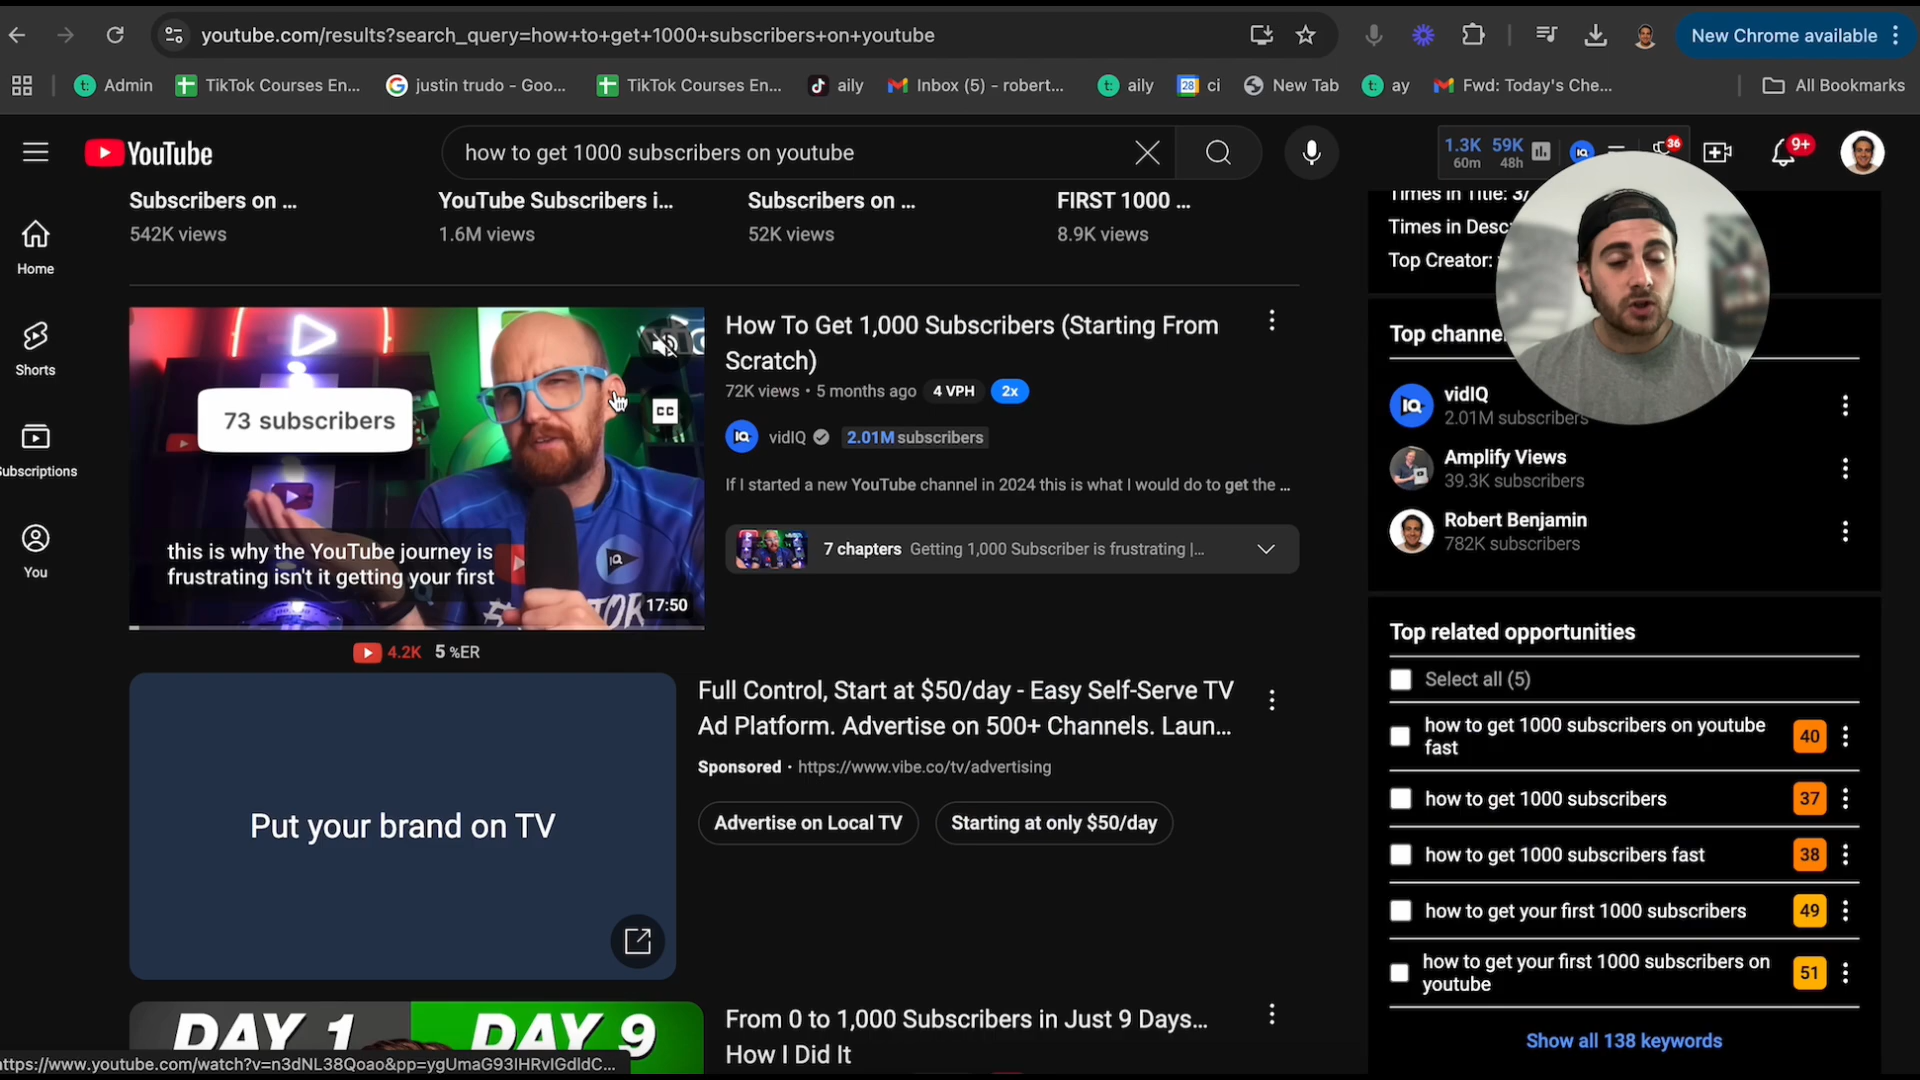 youtube.com/results?search_query=how+to+get+1000+subscribers+on+youtube
New Chrome available
Admin
TikTok Courses En...
justin trudo - Goo...
TikTok Courses En...
aily
Inbox (5) - robert...
aily
28
ci
New Tab
ay
Fwd: Today's Che...
All Bookmarks
YouTube
how to get 1000 subscribers on youtube
1.3K
60m
59K
48h
36
9+
Subscribers on ...
542K views
YouTube Subscribers i...
1.6M views
Subscribers on ...
52K views
FIRST 1000 ...
8.9K views
Home
Shorts
Subscriptions
You
73 subscribers
CC
this is why the YouTube journey is
frustrating isn't it getting your first
17:50
4.2K 5 %ER
How To Get 1,000 Subscribers (Starting From
Scratch)
72K views • 5 months ago 4 VPH 2x
vidIQ 2.01M subscribers
If I started a new YouTube channel in 2024 this is what I would do to get the ...
7 chapters Getting 1,000 Subscriber is frustrating |...
Put your brand on TV
Full Control, Start at $50/day - Easy Self-Serve TV
Ad Platform. Advertise on 500+ Channels. Laun...
Sponsored · https://www.vibe.co/tv/advertising
Advertise on Local TV
Starting at only $50/day
DAY 1
DAY 9
From 0 to 1,000 Subscribers in Just 9 Days...
How I Did It
https://www.youtube.com/watch?v=n3dNL38Qoao&pp=ygUmaG93IHRvIGdldC...
Times in Title: 3/
Times in Desc
Top Creator:
Top channe
vidIQ
2.01M subscribers
Amplify Views
39.3K subscribers
Robert Benjamin
782K subscribers
Top related opportunities
Select all (5)
how to get 1000 subscribers on youtube
fast
40
how to get 1000 subscribers
37
how to get 1000 subscribers fast
38
how to get your first 1000 subscribers
49
how to get your first 1000 subscribers on
youtube
51
Show all 138 keywords